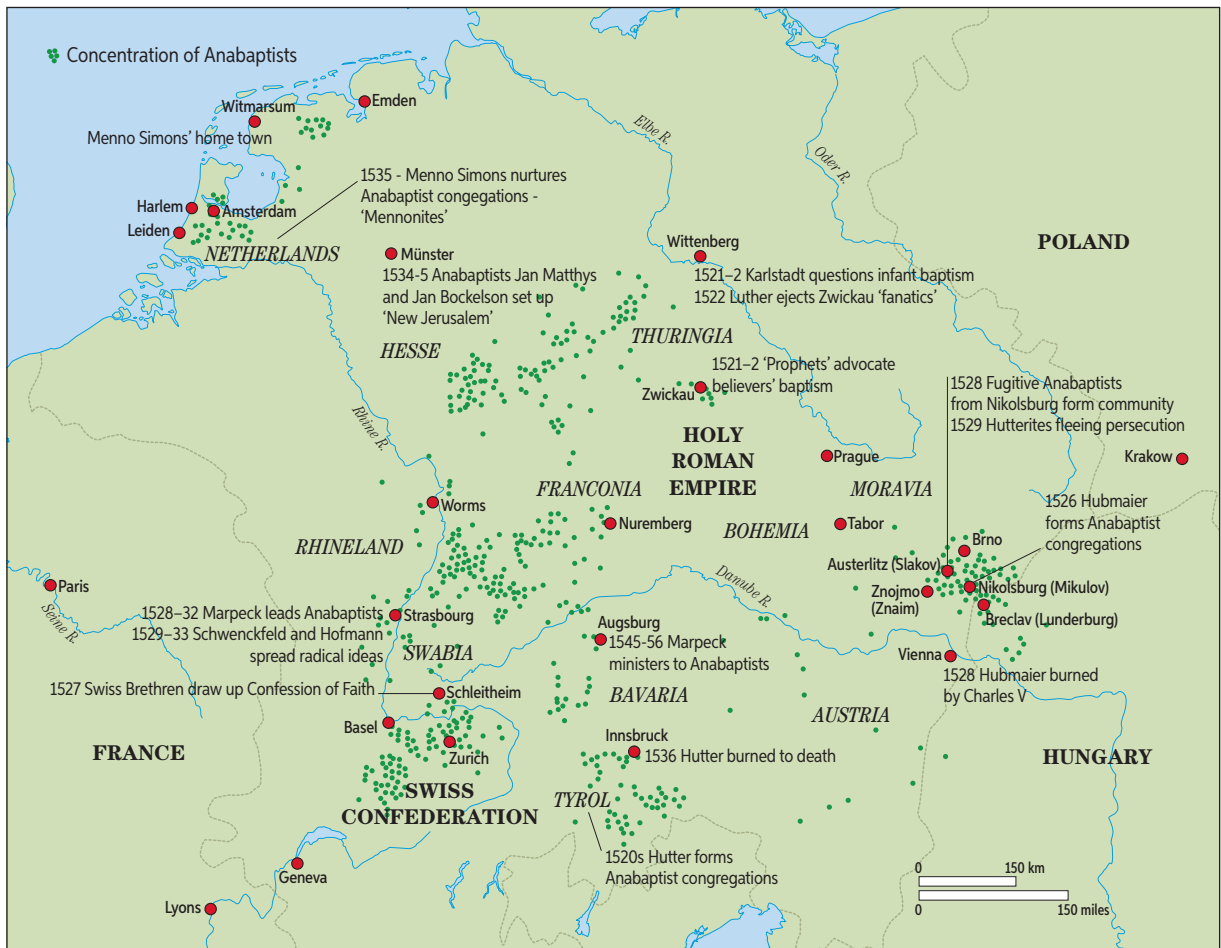 Concentration of Anabaptists
Emden
Witmarsum
Menno Simons' home town
Elbe R.
Oder R.
1535 - Menno Simons nurtures
Anabaptist congegations -
'Mennonites'
Harlem
Amsterdam
Leiden
NETHERLANDS
Münster
1534-5 Anabaptists Jan Matthys
and Jan Bockelson set up
'New Jerusalem'
Wittenberg
1521–2 Karlstadt questions infant baptism
1522 Luther ejects Zwickau 'fanatics'
POLAND
HESSE
THURINGIA
1521–2 'Prophets' advocate
believers' baptism
Zwickau
1528 Fugitive Anabaptists
from Nikolsburg form community
1529 Hutterites fleeing persecution
Rhine R.
HOLY
ROMAN
EMPIRE
Prague
Krakow
FRANCONIA
MORAVIA
Worms
Nuremberg
BOHEMIA
Tabor
1526 Hubmaier
forms Anabaptist
congregations
RHINELAND
Brno
Austerlitz (Slakov)
Paris
Seine R.
Danube R.
Znojmo
(Znaim)
Nikolsburg (Mikulov)
Breclav (Lunderburg)
1528–32 Marpeck leads Anabaptists
1529–33 Schwenckfeld and Hofmann
spread radical ideas
Strasbourg
SWABIA
Augsburg
1545-56 Marpeck
ministers to Anabaptists
Vienna
1528 Hubmaier burned
by Charles V
1527 Swiss Brethren draw up Confession of Faith
Schleitheim
BAVARIA
AUSTRIA
Basel
Zurich
Innsbruck
1536 Hutter burned to death
FRANCE
HUNGARY
SWISS
CONFEDERATION
TYROL
1520s Hutter forms
Anabaptist congregations
Geneva
Lyons
0 150 km
0 150 miles